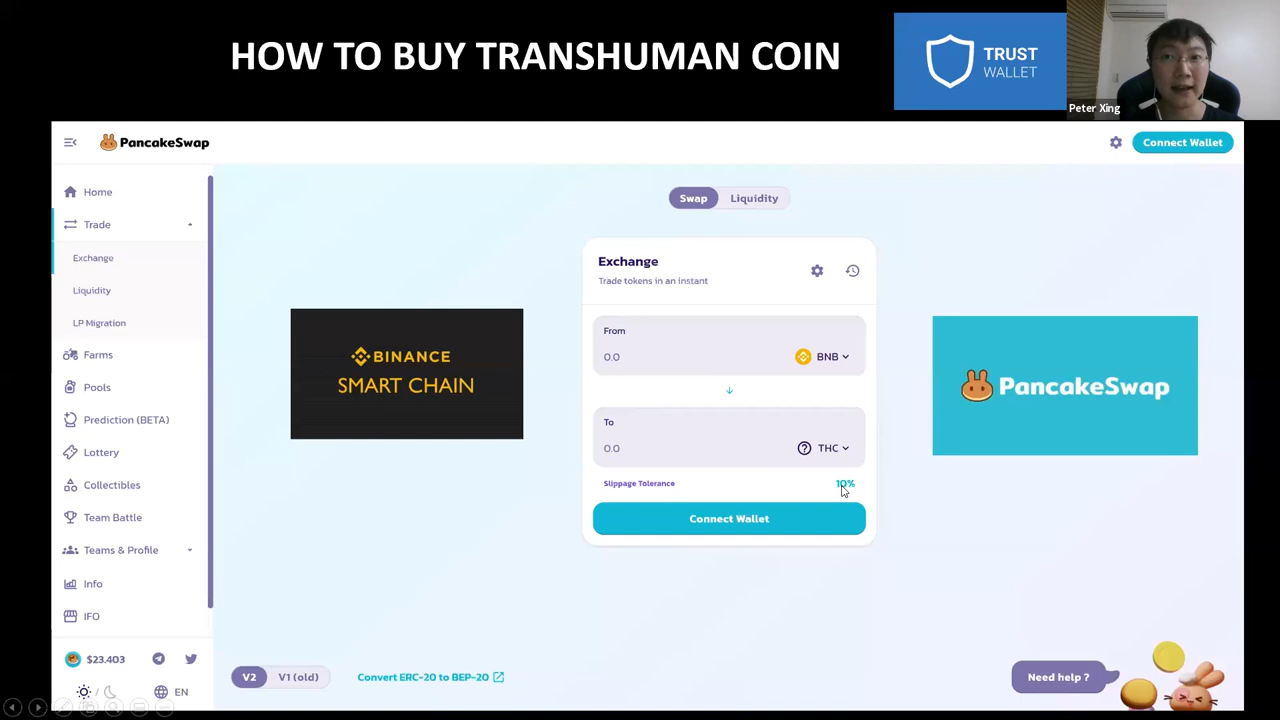 HOW TO BUY TRANSHUMAN COIN
TRUST
WALLET
Peter Xing
PancakeSwap
Connect Wallet
Home
Trade
Exchange
Liquidity
LP Migration
Farms
Pools
Prediction (BETA)
Lottery
Collectibles
Team Battle
Teams & Profile
Info
IFO
$23.403
EN
Swap
Liquidity
Exchange
Trade tokens in an instant
From
0.0
BNB
To
0.0
THC
Slippage Tolerance
10%
Connect Wallet
BINANCE
SMART CHAIN
PancakeSwap
V2
V1 (old)
Convert ERC-20 to BEP-20
Need help ?